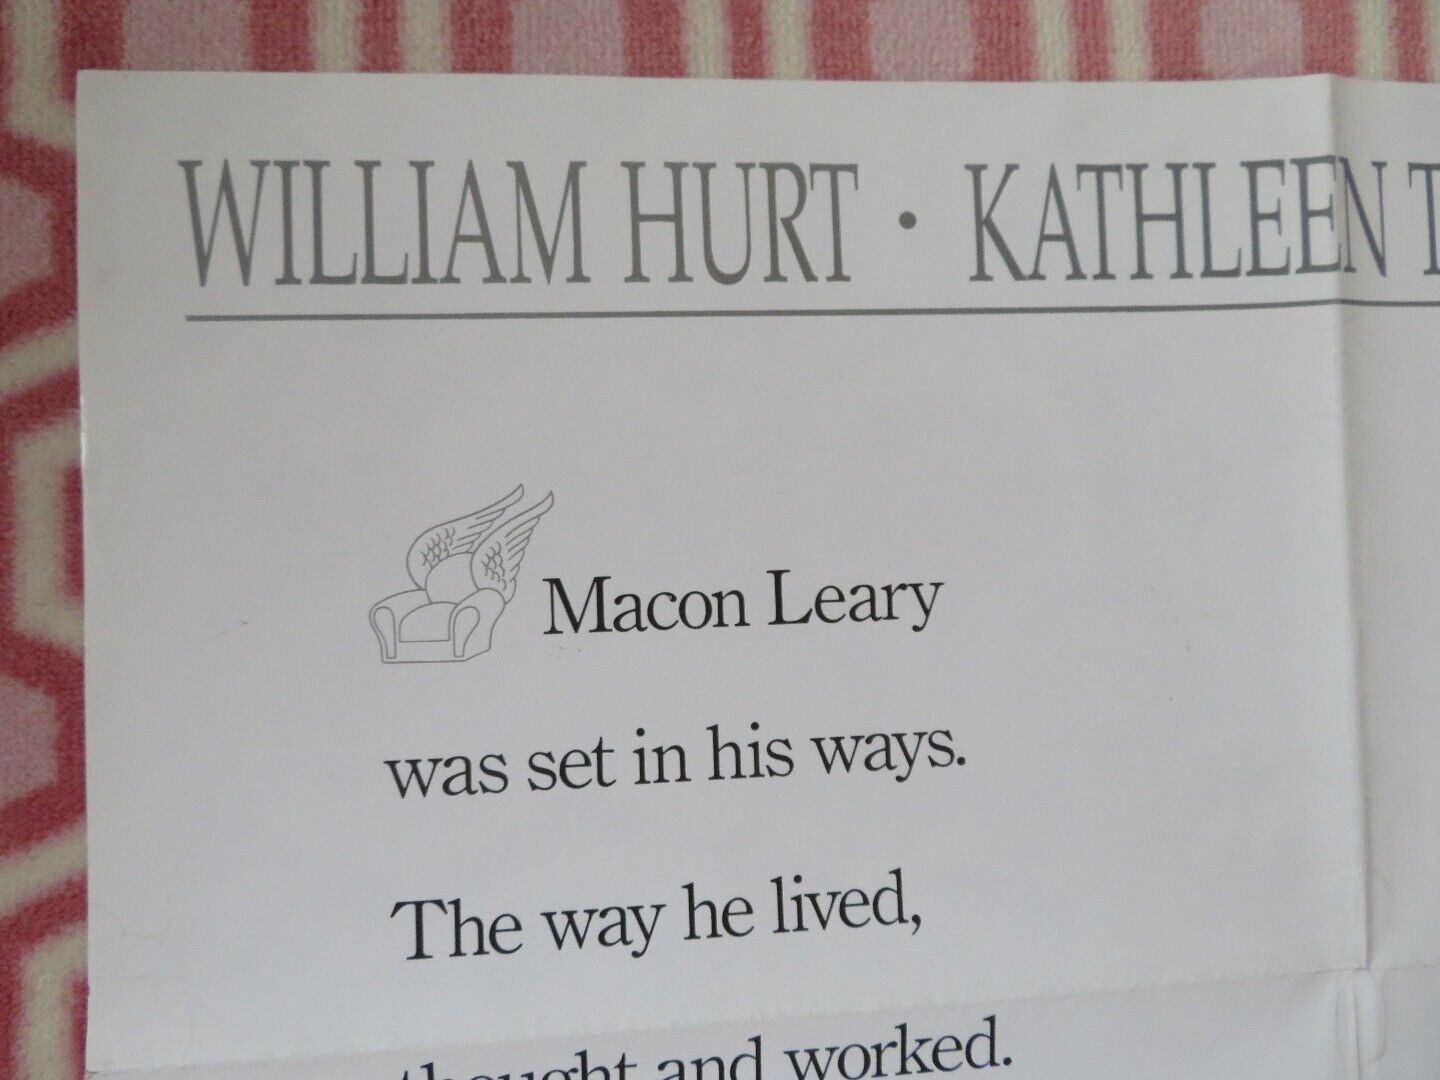 WILLIAM HURT · KATHLEEN T
Macon Leary
was set in his ways.
The way he lived,
thought and worked.